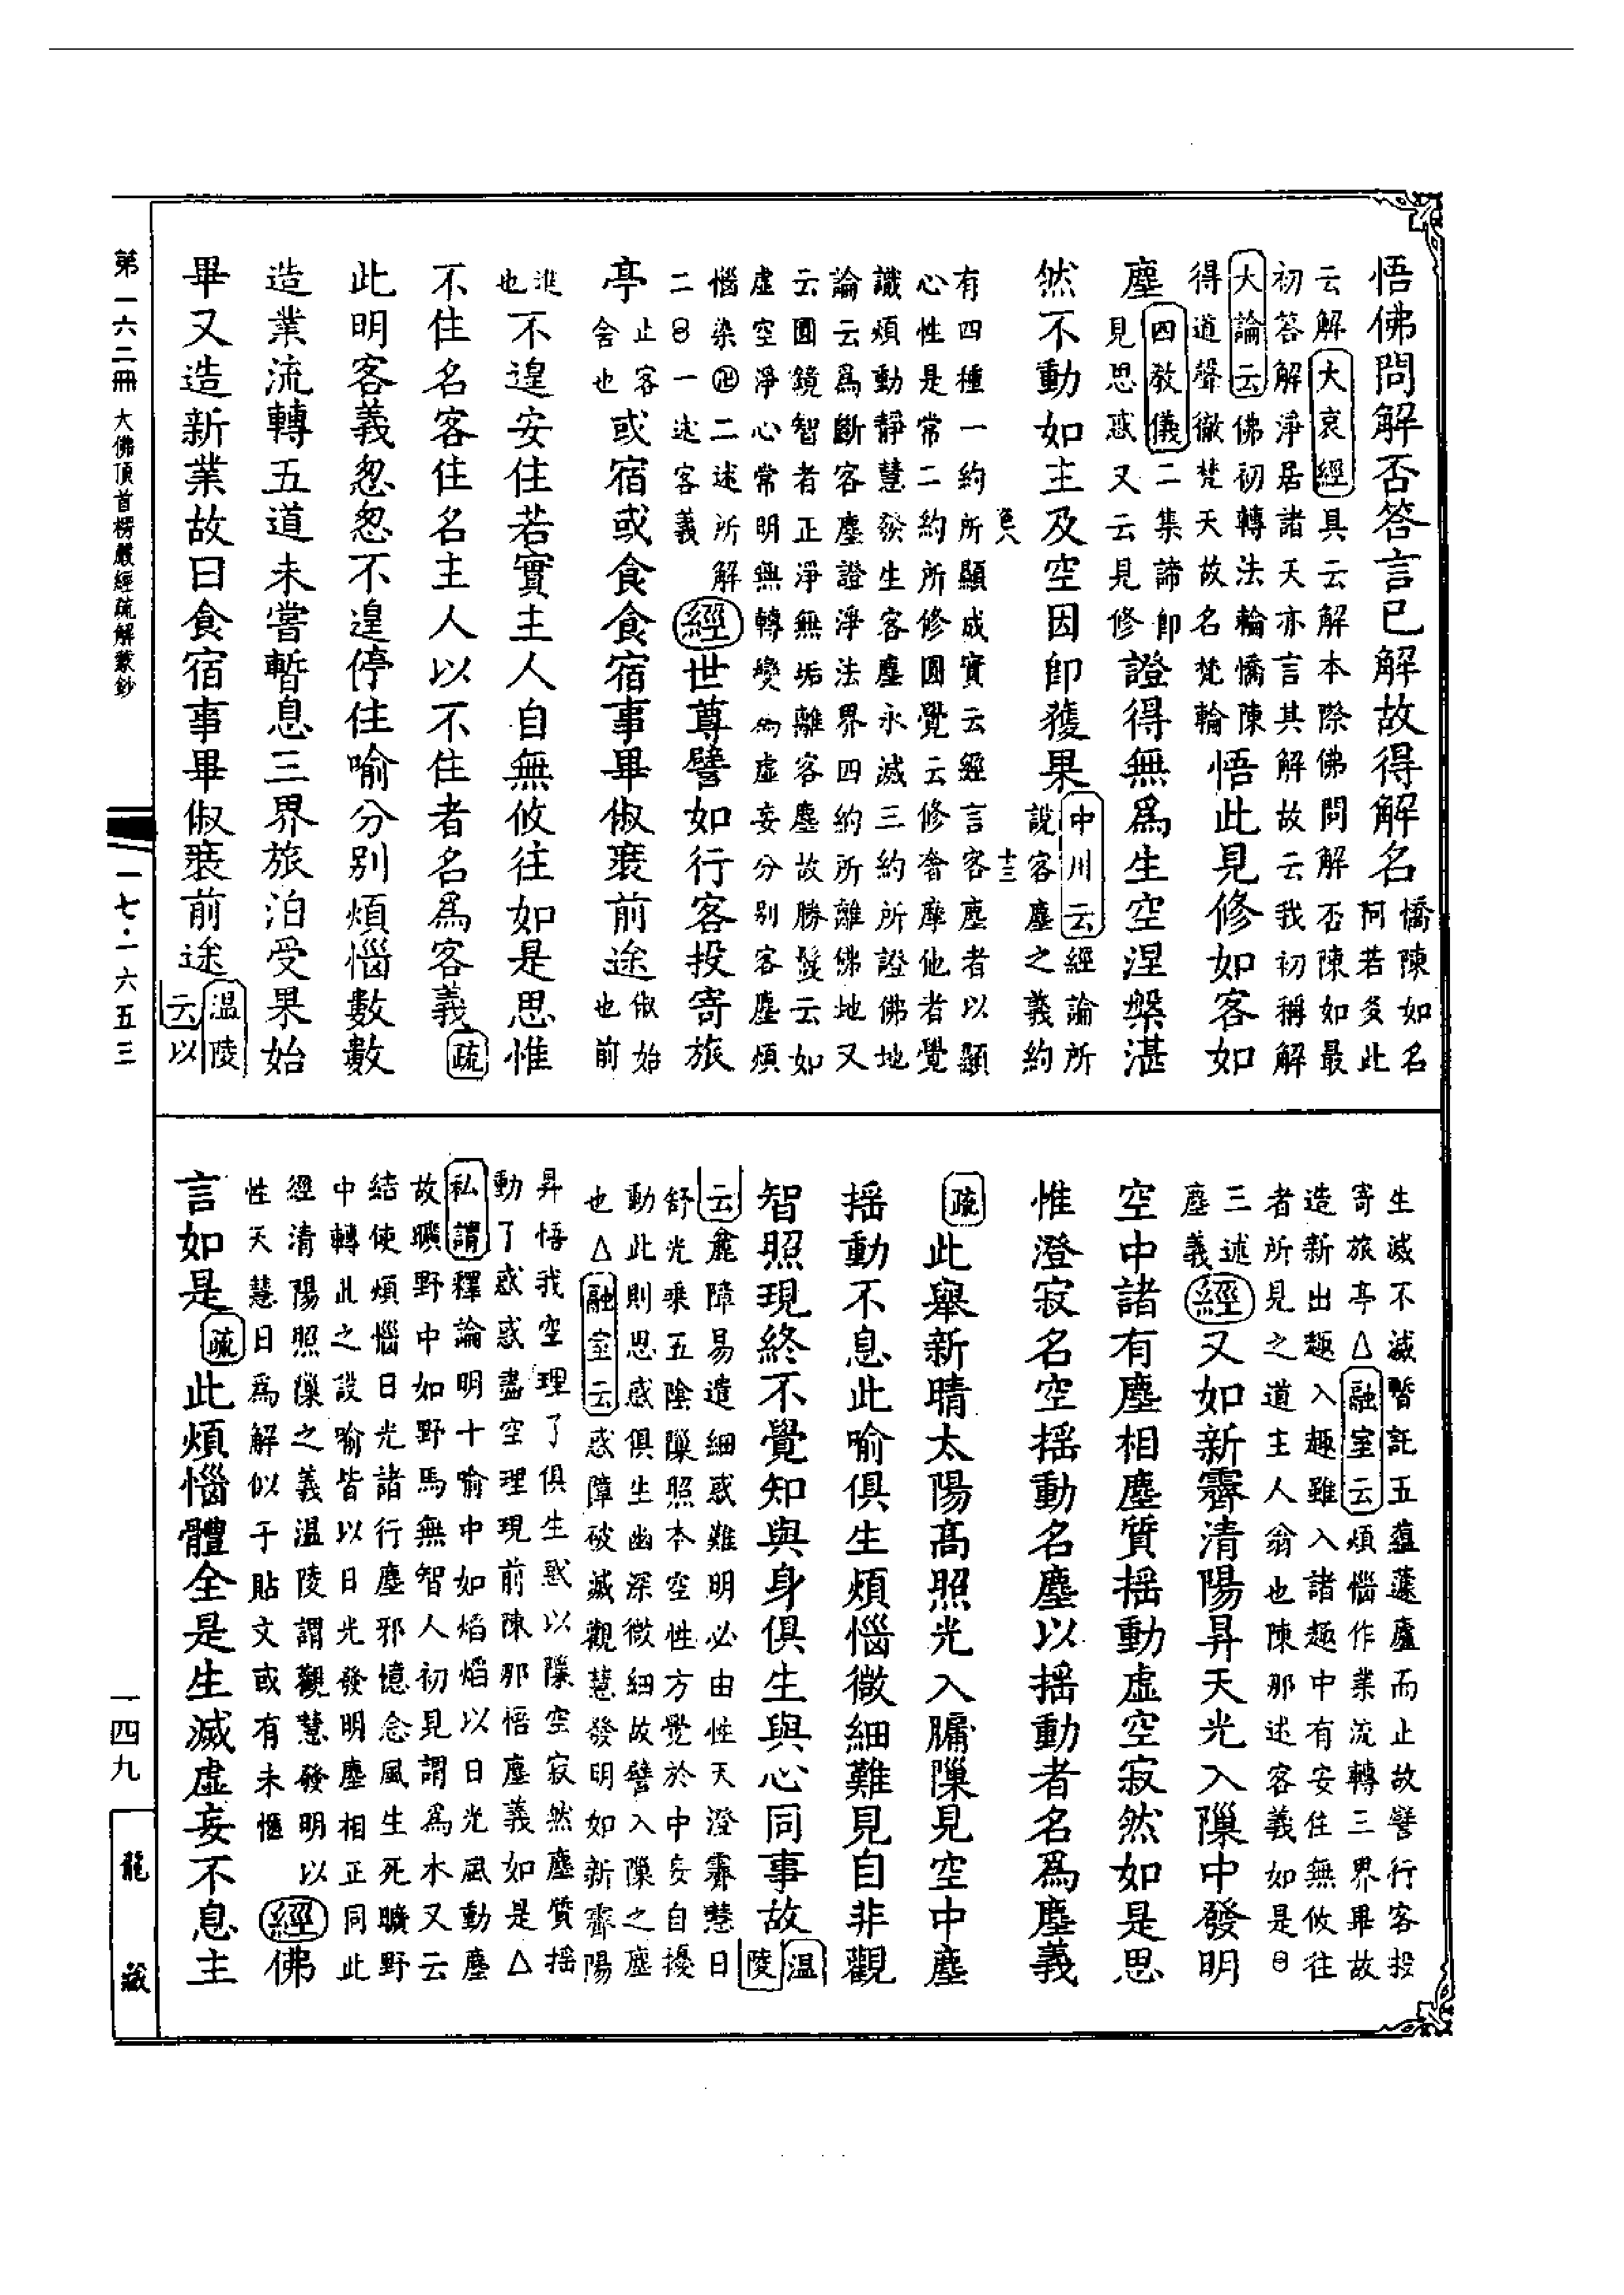 悟佛問解否答言已解故得解名憍陳如名
阿若多此
云解大哀經具云解本際佛問解否陳如最
初答解淨居諸天亦言其解故云我初稱解
大論云佛初轉法輪憍陳
得道聲徹梵天故名梵輪悟此見修如客如
塵四教儀二集諦即
見思惑又云見修證得無爲生空涅槃湛
然不動如主及空因即獲果中川云經論所
說客塵之義約
十三
有四種一約所顯成實云經言客塵者以顯
心性是常二約所修圓覺云修奢摩他者覺
識煩動靜慧發生客塵永滅三約所證佛地
論云爲斷客塵證淨法界四約所離佛地又
云圓鏡智者正淨無垢離客塵故勝鬘云如
虛空淨心常明無轉變為虛妄分別客塵煩
惱染卍二述所解
二日一述客義經世尊譬如行客投寄旅
亭止客
舍也或宿或食食宿事畢俶裝前途俶始
也前
進
也不遑安住若實主人自無攸往如是思惟
不住名客住名主人以不住者名爲客義疏
此明客義忽忽不遑停住喻分別煩惱數數
造業流轉五道未嘗暫息三界旅泊受果始
畢又造新業故曰食宿事畢俶裝前途溫陵
云以
生滅不滅暫託五蘊蘧廬而止故譬行客投
寄旅亭△融室云煩惱作業流轉三界畢故
造新出趣入趣雖入諸趣中有安住無攸往
者所見之道主人翁也陳那述客義如是日
三述
塵義經又如新霽清陽昇天光入隟中發明
空中諸有塵相塵質搖動虛空寂然如是思
惟澄寂名空搖動名塵以搖動者名爲塵義
疏此舉新晴太陽高照光入牖隟見空中塵
搖動不息此喻俱生煩惱微細難見自非觀
智照現終不覺知與身俱生與心同事故溫
陵
云麁障易遣細惑難明必由性天澄霽慧日
舒光乘五陰隟照本空性方覺於中妄自擾
動此則思惑俱生幽深微細故譬入隟之塵
也△融室云惑障破滅觀慧發明如新霽陽
昇悟我空理了俱生惑以隟空寂然塵質搖
動了惑惑盡空理現前陳那悟塵義如是△
私謂釋論明十喻中如焰焰以日光風動塵
故曠野中如野馬無智人初見謂爲水又云
結使煩惱日光諸行塵邪憶念風生死曠野
中轉此之設喻皆以日光發明塵相正同此
經清陽照隟之義溫陵謂觀慧發明以
性天慧日爲解似于貼文或有未愜經佛
言如是疏此煩惱體全是生滅虛妄不息主
第一六二冊 大佛頂首楞嚴經疏解蒙鈔
一七·一六五三
一四九
龍藏